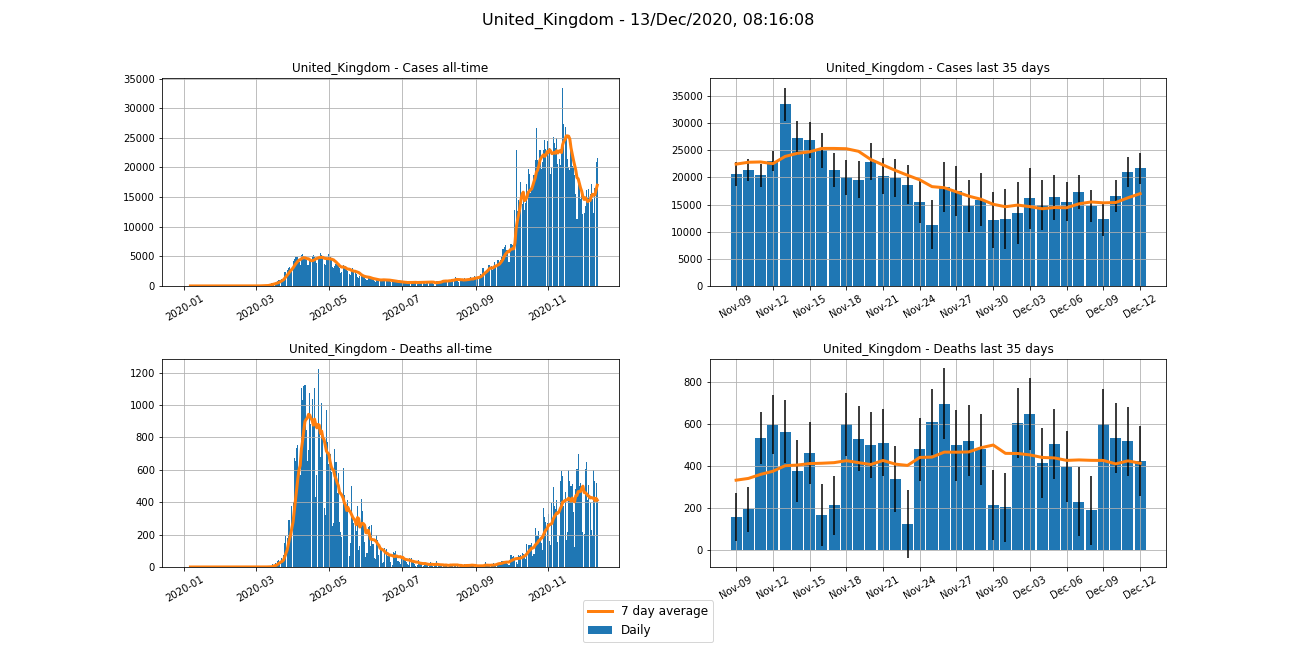 United_Kingdom - 13/Dec/2020, 08:16:08
United_Kingdom - Cases all-time
35000
30000
25000
20000
15000
10000
5000
0
2020-01
2020-03
2020-05
2020-07
2020-09
2020-11
United_Kingdom - Cases last 35 days
35000
30000
25000
20000
15000
10000
5000
0
Nov-09
Nov-12
Nov-15
Nov-18
Nov-21
Nov-24
Nov-27
Nov-30
Dec-03
Dec-06
Dec-09
Dec-12
United_Kingdom - Deaths all-time
1200
1000
800
600
400
200
0
2020-01
2020-03
2020-05
2020-07
2020-09
2020-11
United_Kingdom - Deaths last 35 days
800
600
400
200
0
Nov-09
Nov-12
Nov-15
Nov-18
Nov-21
Nov-24
Nov-27
Nov-30
Dec-03
Dec-06
Dec-09
Dec-12
7 day average
Daily